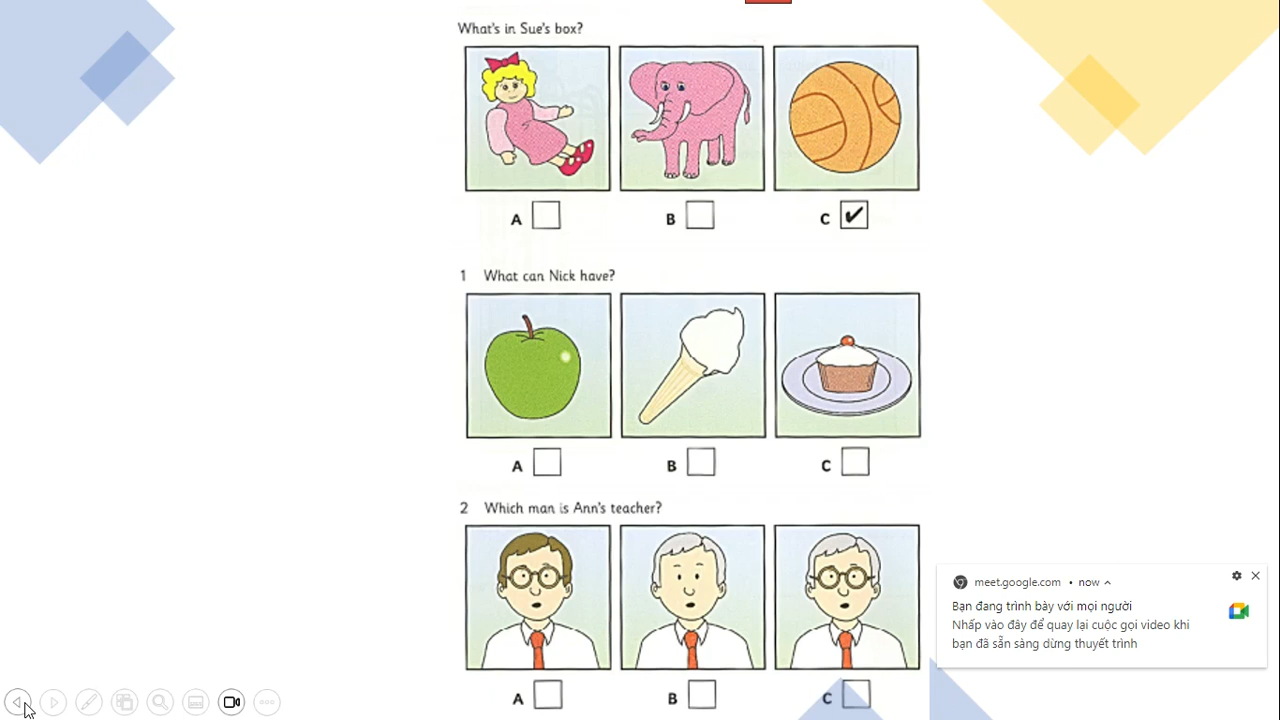 What's in Sue's box?
A
B
C
1 What can Nick have?
A
B
C
2 Which man is Ann's teacher?
A
B
C
meet.google.com • now
Bạn đang trình bày với mọi người
Nhấp vào đây để quay lại cuộc gọi video khi
bạn đã sẵn sàng dừng thuyết trình